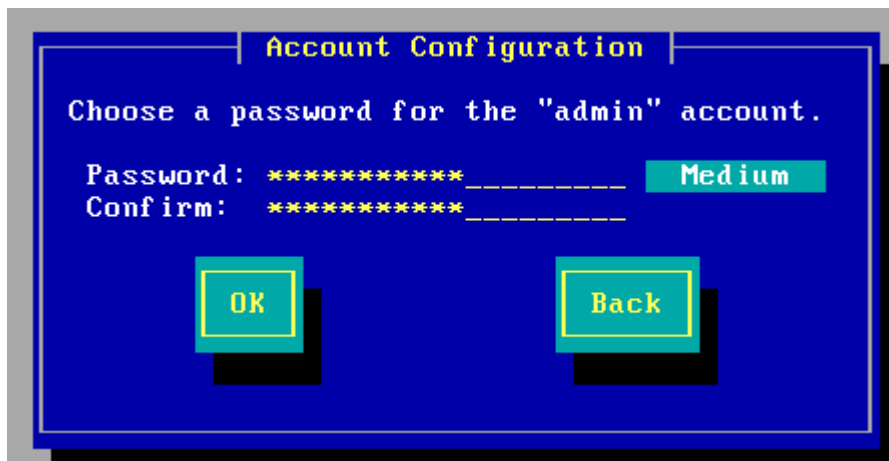 Account Configuration
Choose a password for the "admin" account.
Password: ***********_________ Medium
Confirm: ***********_________
OK Back